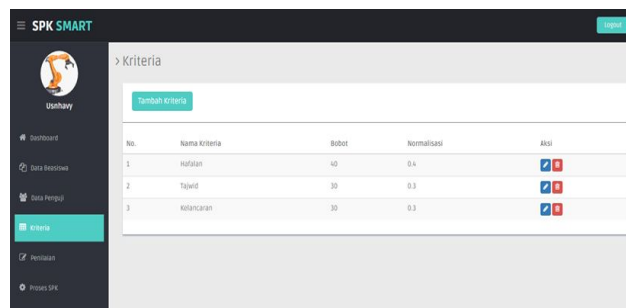 SPK SMART
Logout
Usnhavy
Dashboard
Data Beasiswa
Data Penguji
Kriteria
Penilaian
Proses SPK
> Kriteria
Tambah Kriteria
No. Nama Kriteria Bobot Normalisasi Aksi
1 Hafalan 40 0.4
2 Tajwid 30 0.3
3 Kelancaran 30 0.3